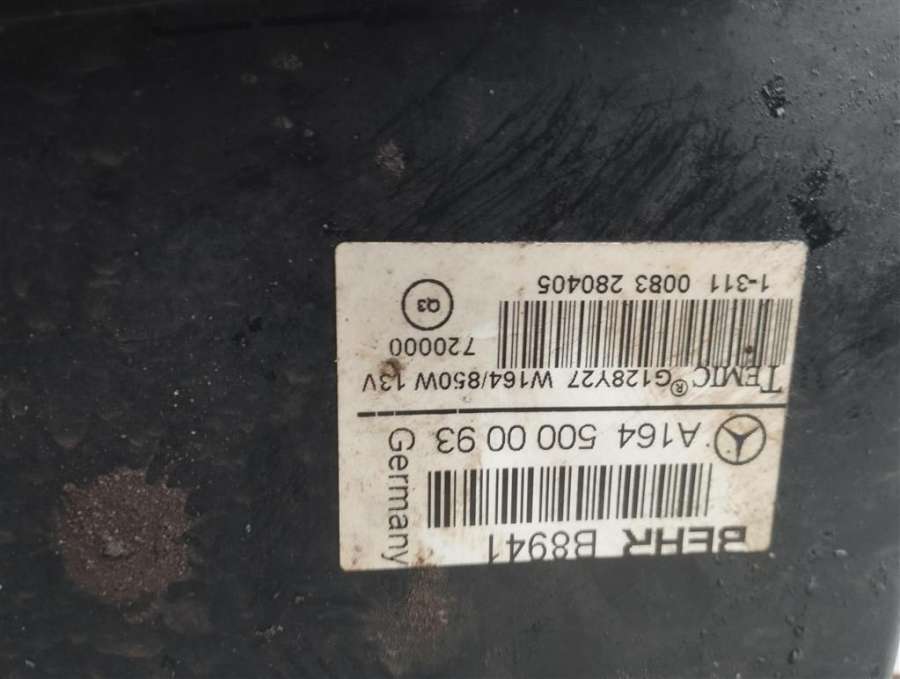 BEHR B8941
Germany
A164 500 00 93
TEMIC® G128Y27 W164/850W 13V
720000
Q3
1-311 0083 280405